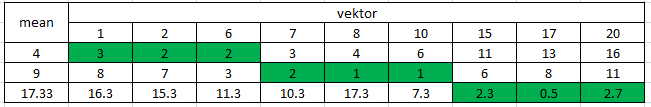 mean vektor
1 2 6 7 8 10 15 17 20
4 3 2 2 3 4 6 11 13 16
9 8 7 3 2 1 1 6 8 11
17.33 16.3 15.3 11.3 10.3 17.3 7.3 2.3 0.5 2.7